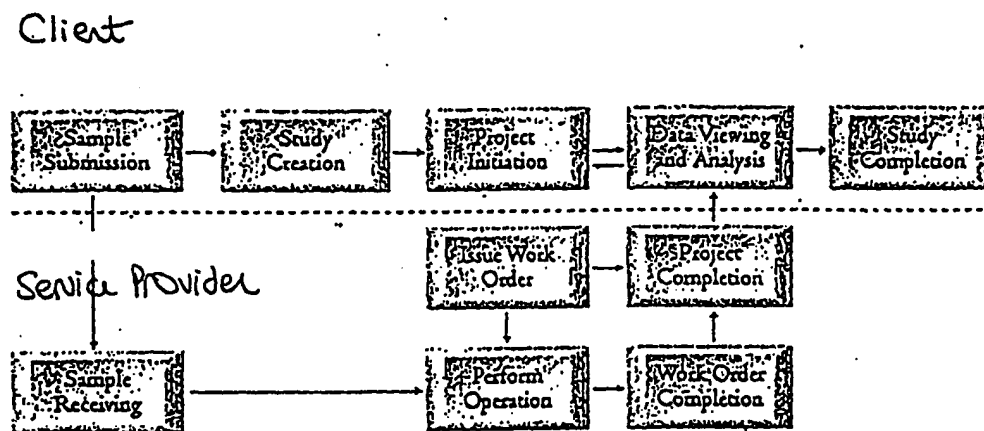 Client
Sample
Submission
Study
Creation
Project
Initiation
Data Viewing
and Analysis
Study
Completion
Issue Work
Order
Project
Completion
Service Provider
Sample
Receiving
Perform
Operation
Work Order
Completion